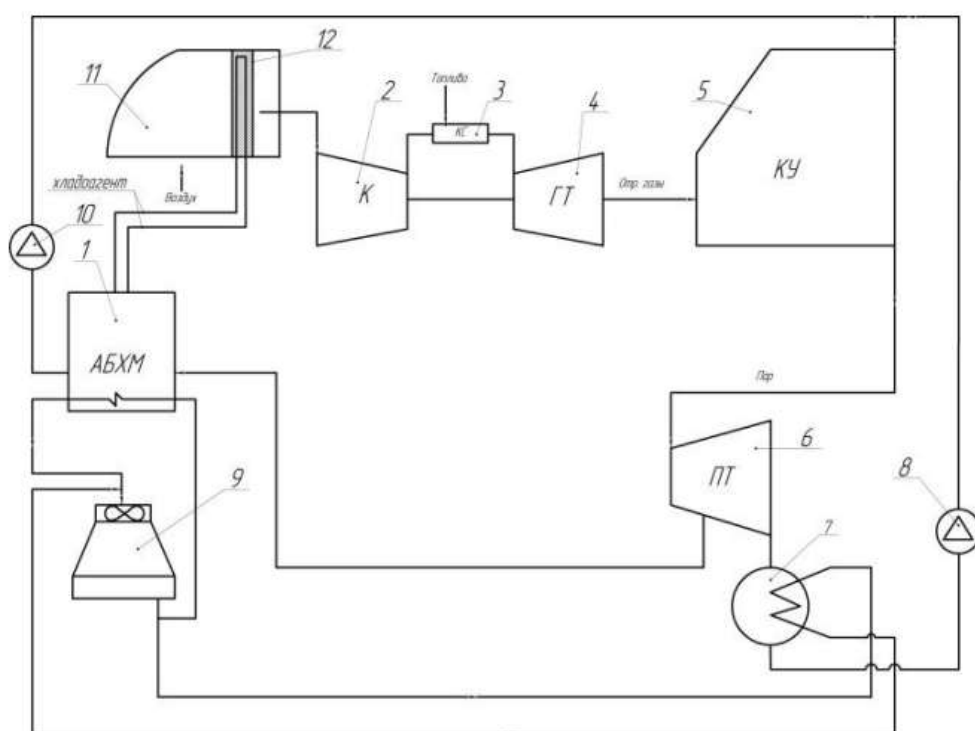 12
11
Топливо
3
2
4
5
КС
К
ГТ
КУ
Отр. газы
хладоагент
Воздух
10
1
АБХМ
Пар
6
ПТ
8
9
7